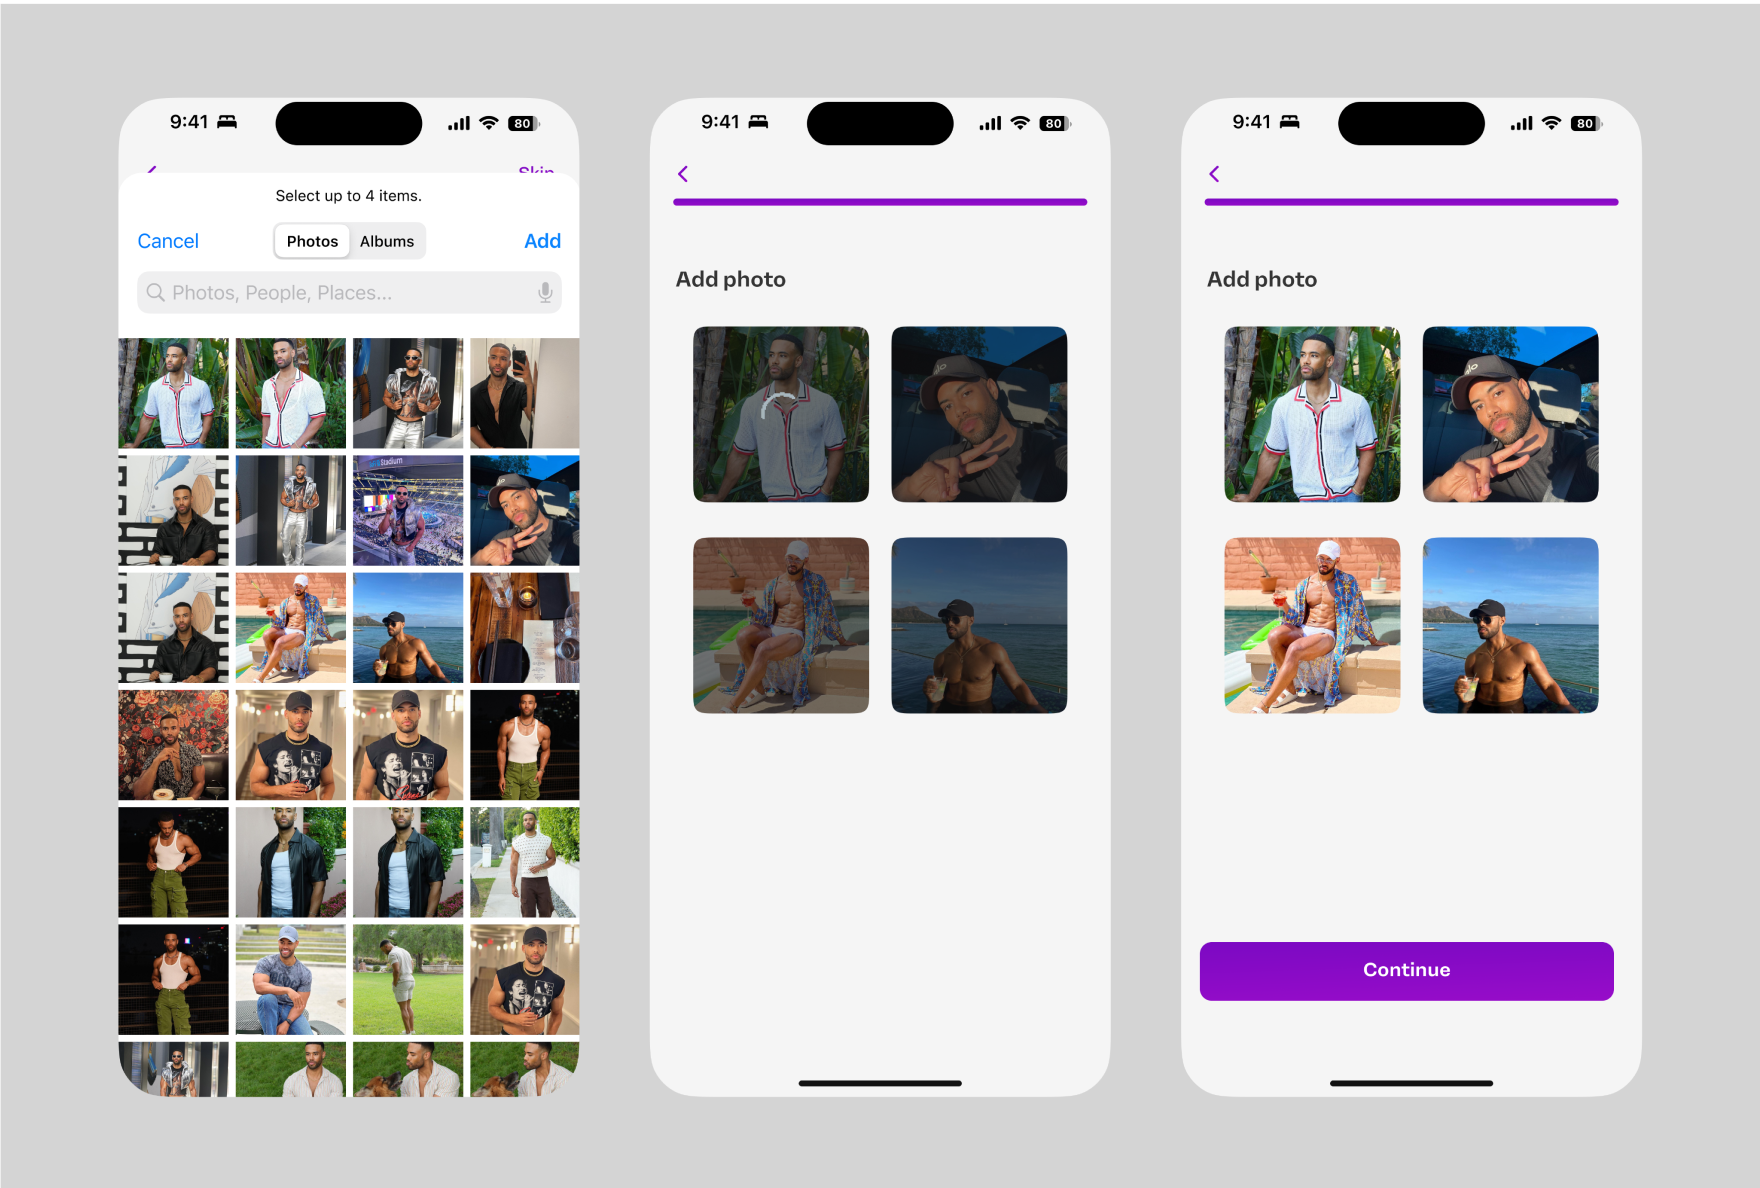 9:41
80
Skip
Select up to 4 items.
Cancel
Photos
Albums
Add
Photos, People, Places...
Stadium
9:41
80
Add photo
9:41
80
Add photo
Continue